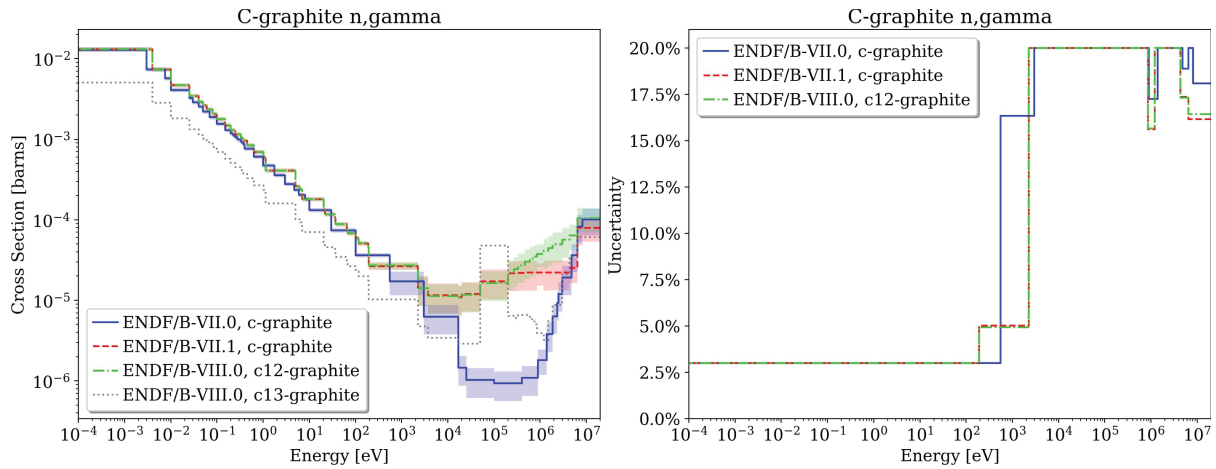 C-graphite n,gamma
Cross Section [barns]
10⁻²
10⁻³
10⁻⁴
10⁻⁵
10⁻⁶
ENDF/B-VII.0, c-graphite
ENDF/B-VII.1, c-graphite
ENDF/B-VIII.0, c12-graphite
ENDF/B-VIII.0, c13-graphite
10⁻⁴ 10⁻³ 10⁻² 10⁻¹ 10⁰ 10¹ 10² 10³ 10⁴ 10⁵ 10⁶ 10⁷
Energy [eV]
C-graphite n,gamma
Uncertainty
20.0%
17.5%
15.0%
12.5%
10.0%
7.5%
5.0%
2.5%
0.0%
ENDF/B-VII.0, c-graphite
ENDF/B-VII.1, c-graphite
ENDF/B-VIII.0, c12-graphite
10⁻⁴ 10⁻³ 10⁻² 10⁻¹ 10⁰ 10¹ 10² 10³ 10⁴ 10⁵ 10⁶ 10⁷
Energy [eV]